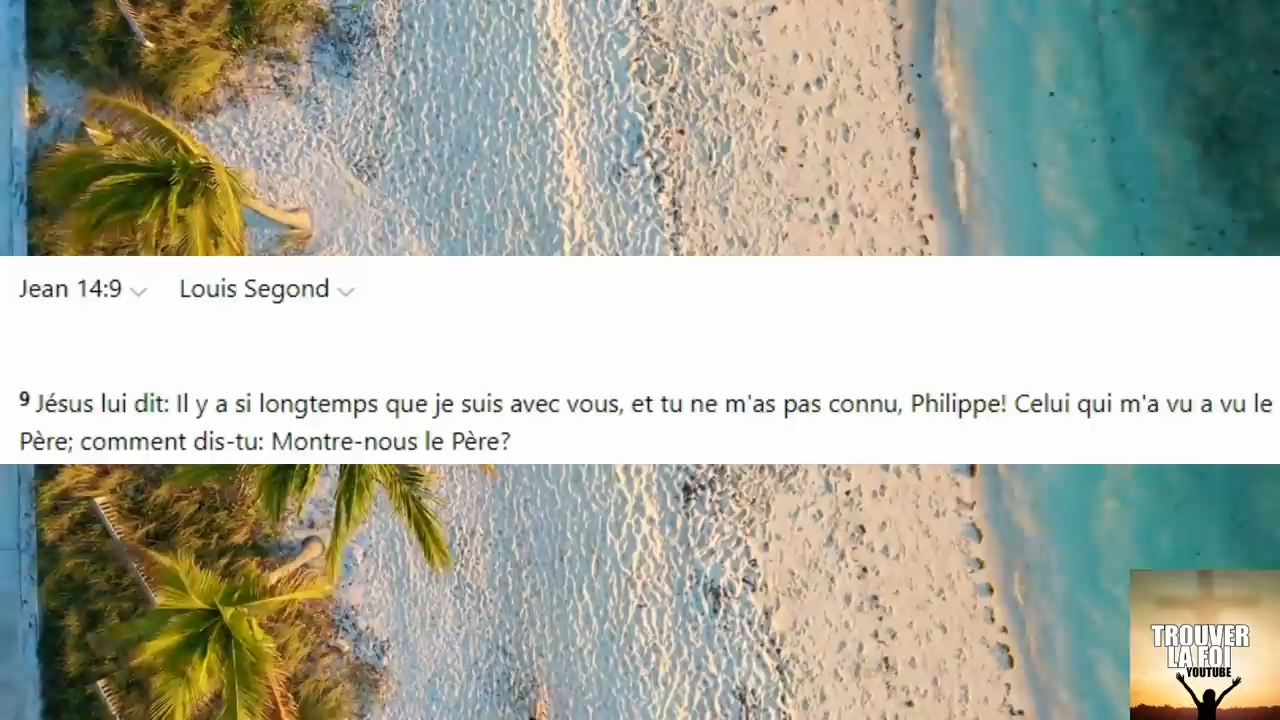 Jean 14:9 Louis Segond
9 Jésus lui dit: Il y a si longtemps que je suis avec vous, et tu ne m'as pas connu, Philippe! Celui qui m'a vu a vu le
Père; comment dis-tu: Montre-nous le Père?
TROUVER
LA FOI
YOUTUBE